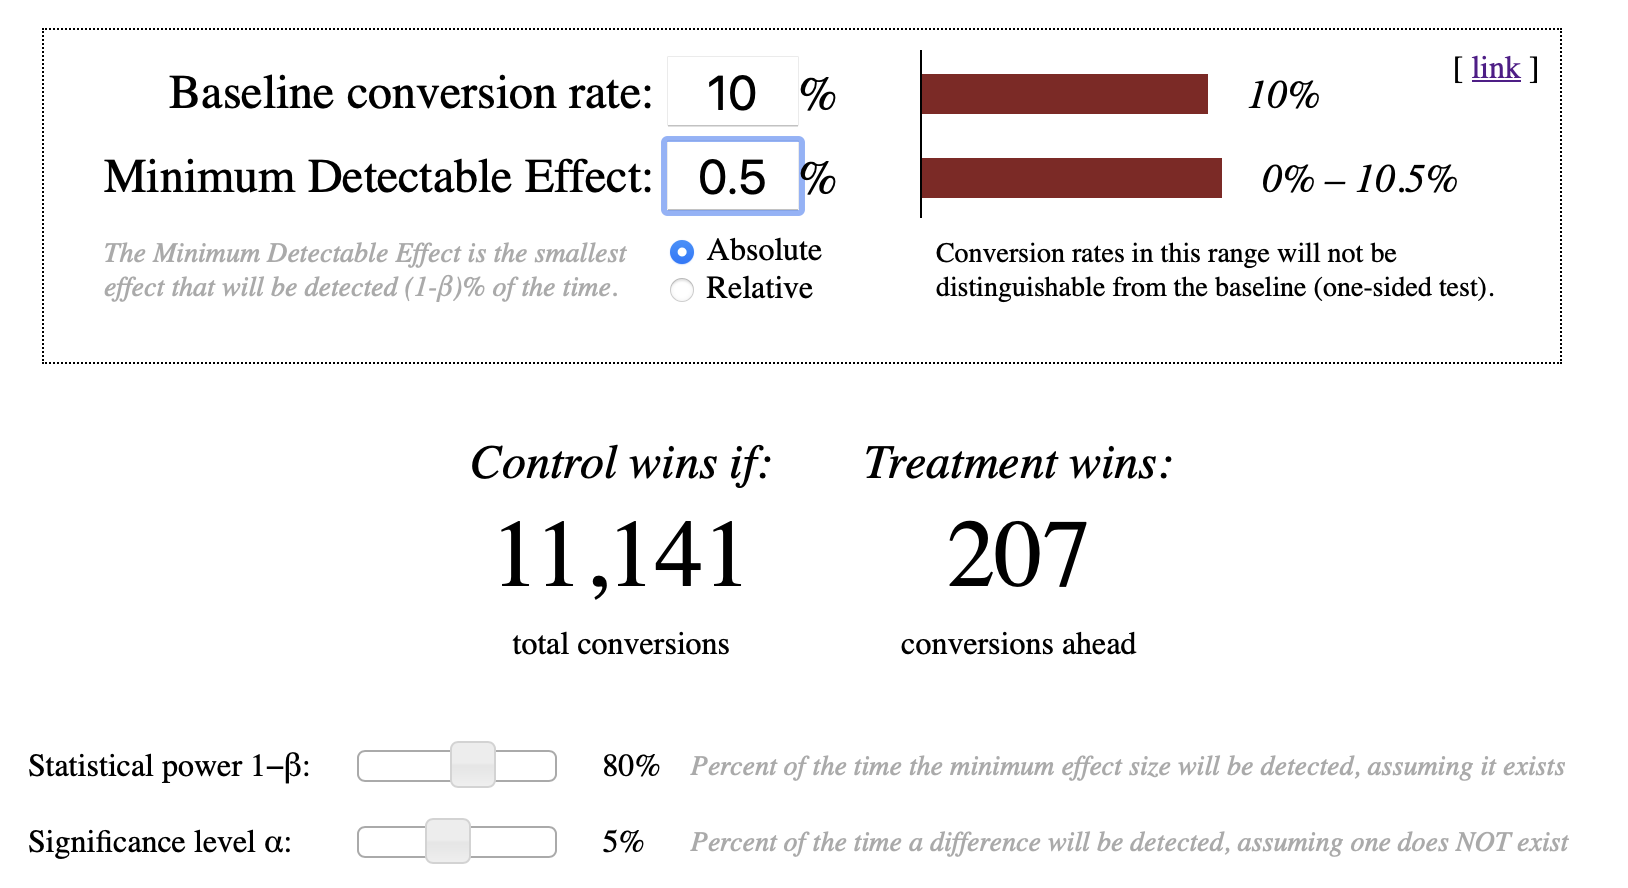 Baseline conversion rate: 10 % 10% [ link ]
Minimum Detectable Effect: 0.5 % 0% – 10.5%
The Minimum Detectable Effect is the smallest
effect that will be detected (1-β)% of the time.
Absolute
Relative
Conversion rates in this range will not be
distinguishable from the baseline (one-sided test).
Control wins if: Treatment wins:
11,141 207
total conversions conversions ahead
Statistical power 1–β: 80% Percent of the time the minimum effect size will be detected, assuming it exists
Significance level α: 5% Percent of the time a difference will be detected, assuming one does NOT exist